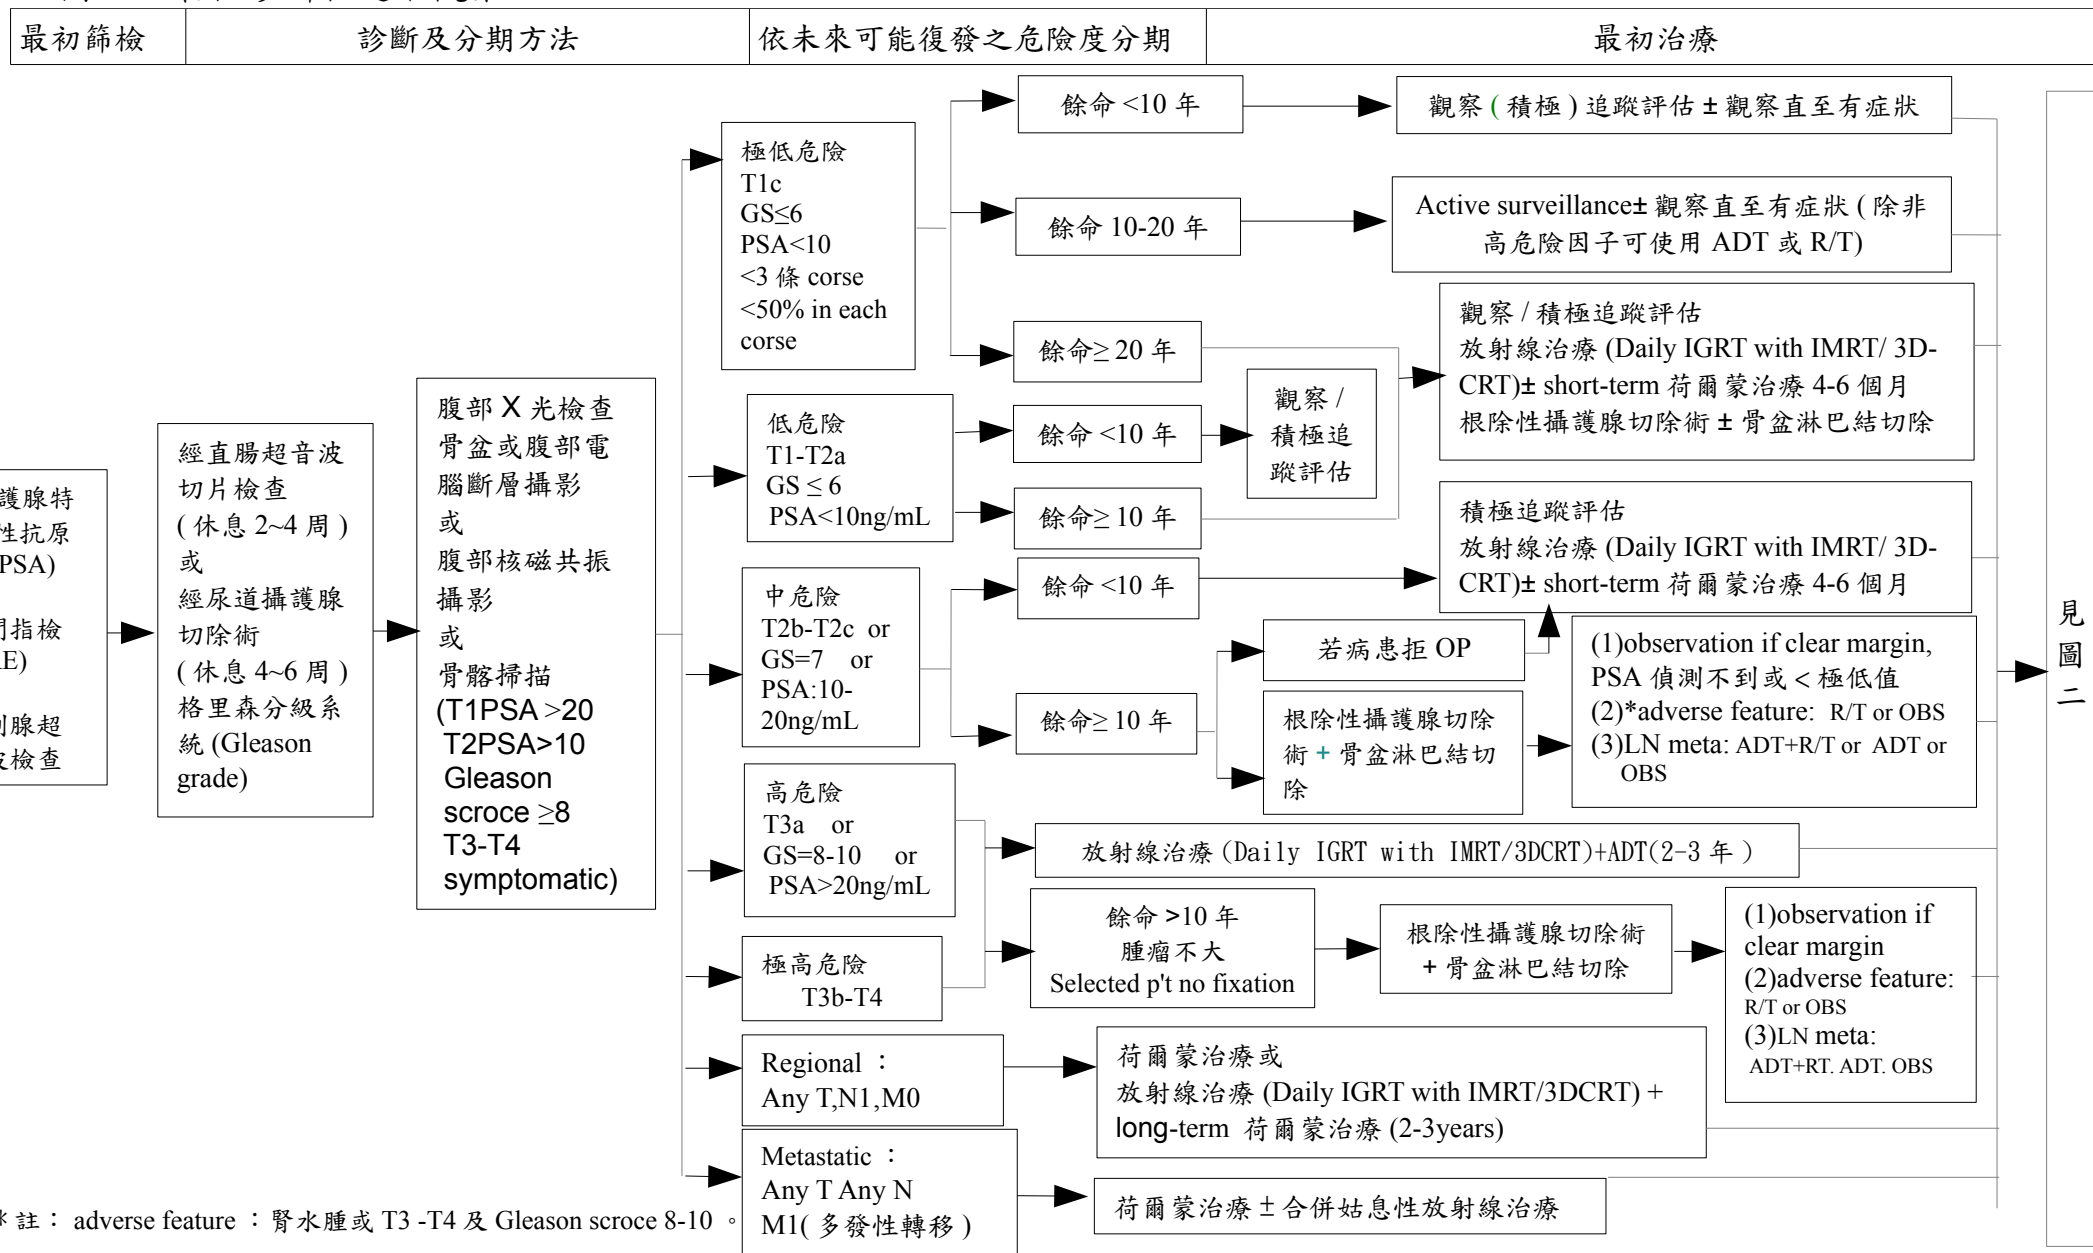 最初篩檢
診斷及分期方法
依未來可能復發之危險度分期
最初治療
護腺特
性抗原
PSA)
指檢
E)
腺超
檢查
經直腸超音波
切片檢查
(休息 2~4 周)
或
經尿道攝護腺
切除術
(休息 4~6 周)
格里森分級系
統 (Gleason
grade)
腹部 X 光檢查
骨盆或腹部電
腦斷層攝影
或
腹部核磁共振
攝影
或
骨髂掃描
(T1PSA >20
T2PSA>10
Gleason
scroce ≥8
T3-T4
symptomatic)
極低危險
T1c
GS≤6
PSA<10
<3 條 corse
<50% in each
corse
餘命 <10 年
觀察 ( 積極 ) 追蹤評估 ± 觀察直至有症狀
餘命 10-20 年
Active surveillance± 觀察直至有症狀 ( 除非
高危險因子可使用 ADT 或 R/T)
餘命≥ 20 年
觀察 / 積極追蹤評估
放射線治療 (Daily IGRT with IMRT/ 3D-
CRT)± short-term 荷爾蒙治療 4-6 個月
根除性攝護腺切除術 ± 骨盆淋巴結切除
低危險
T1-T2a
GS ≤ 6
PSA<10ng/mL
餘命 <10 年
觀察 /
積極追
蹤評估
餘命≥ 10 年
中危險
T2b-T2c or
GS=7 or
PSA:10-
20ng/mL
餘命 <10 年
積極追蹤評估
放射線治療 (Daily IGRT with IMRT/ 3D-
CRT)± short-term 荷爾蒙治療 4-6 個月
餘命≥ 10 年
若病患拒 OP
根除性攝護腺切除
術 + 骨盆淋巴結切
除
(1)observation if clear margin,
PSA 偵測不到或 < 極低值
(2)*adverse feature: R/T or OBS
(3)LN meta: ADT+R/T or ADT or
OBS
高危險
T3a or
GS=8-10 or
PSA>20ng/mL
放射線治療 (Daily IGRT with IMRT/3DCRT)+ADT(2-3 年 )
極高危險
T3b-T4
餘命 >10 年
腫瘤不大
Selected p't no fixation
根除性攝護腺切除術
+ 骨盆淋巴結切除
(1)observation if
clear margin
(2)adverse feature:
R/T or OBS
(3)LN meta:
ADT+RT. ADT. OBS
Regional ：
Any T,N1,M0
荷爾蒙治療或
放射線治療 (Daily IGRT with IMRT/3DCRT) +
long-term 荷爾蒙治療 (2-3years)
Metastatic ：
Any T Any N
M1( 多發性轉移 )
荷爾蒙治療 ± 合併姑息性放射線治療
見
圖
二
* 註： adverse feature ：腎水腫或 T3 -T4 及 Gleason scroce 8-10 。